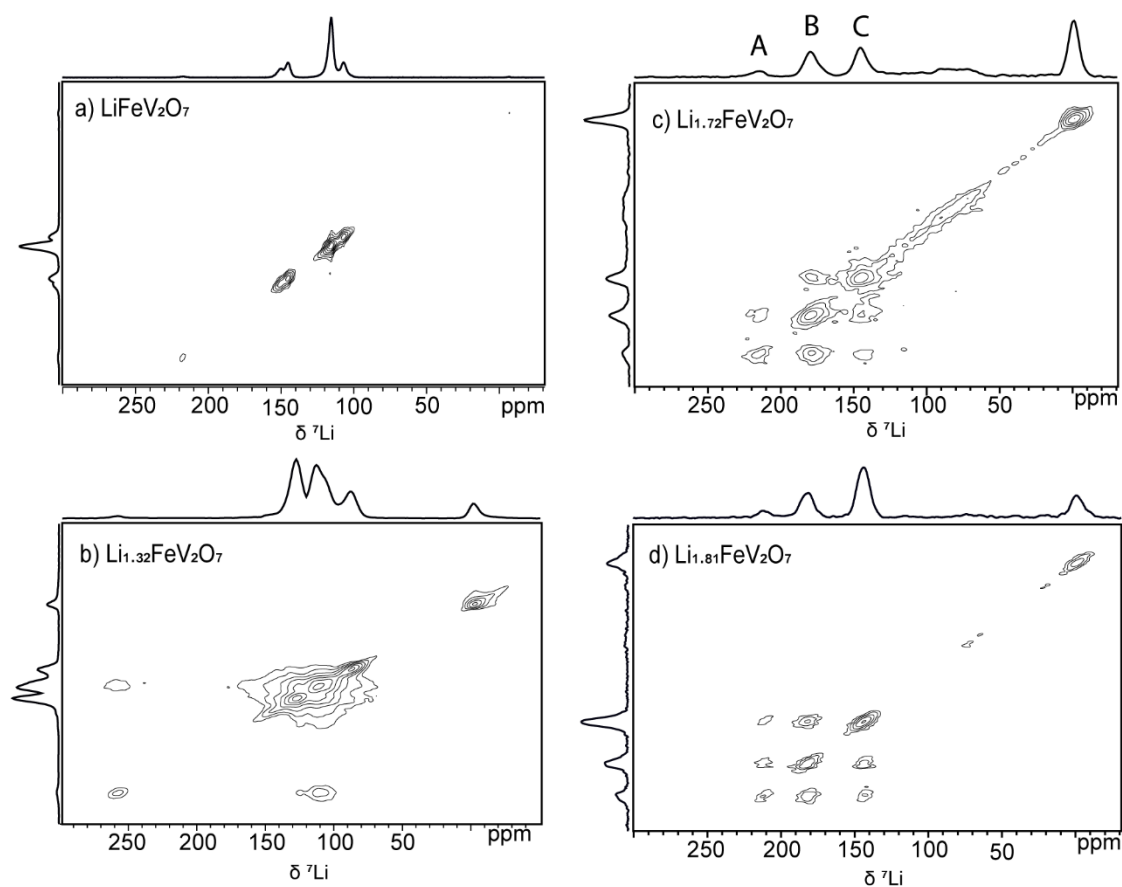 a) LiFeV₂O₇
250 200 150 100 50 ppm
δ ⁷Li
A B C
c) Li₁.₇₂FeV₂O₇
250 200 150 100 50 ppm
δ ⁷Li
b) Li₁.₃₂FeV₂O₇
250 200 150 100 50 ppm
δ ⁷Li
d) Li₁.₈₁FeV₂O₇
250 200 150 100 50 ppm
δ ⁷Li